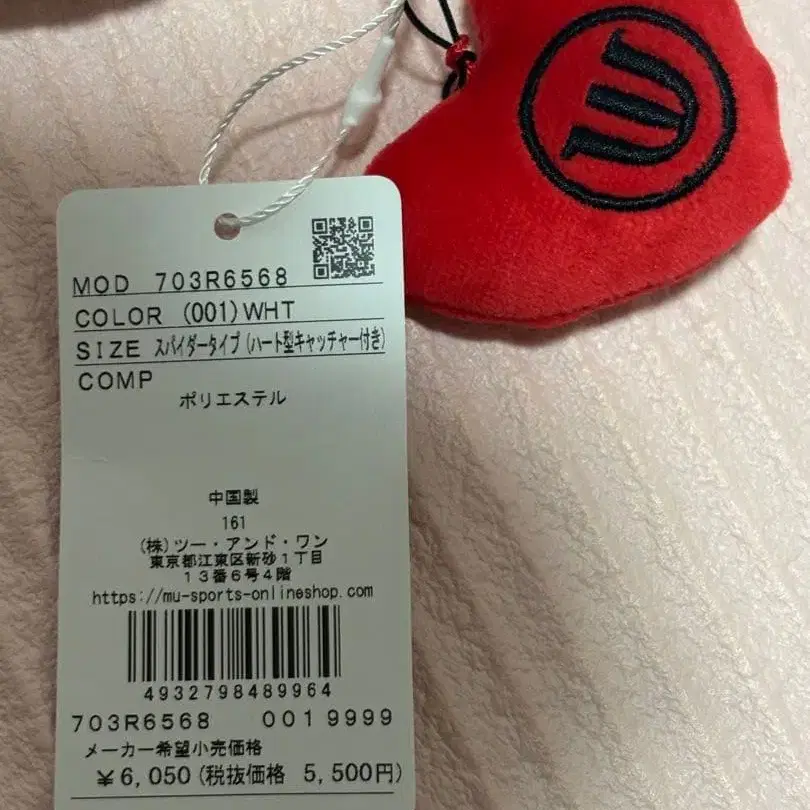 MOD 703R6568
COLOR (001)WHT
SIZE スパイダータイプ(ハート型キャッチャー付き)
COMP
ポリエステル
中国製
161
(株)ツー・アンド・ワン
東京都江東区新砂1丁目
13番6号4階
https://mu-sports-onlineshop.com
4932798489964
703R6568 001 9999
メーカー希望小売価格
¥6,050(税抜価格 5,500円)